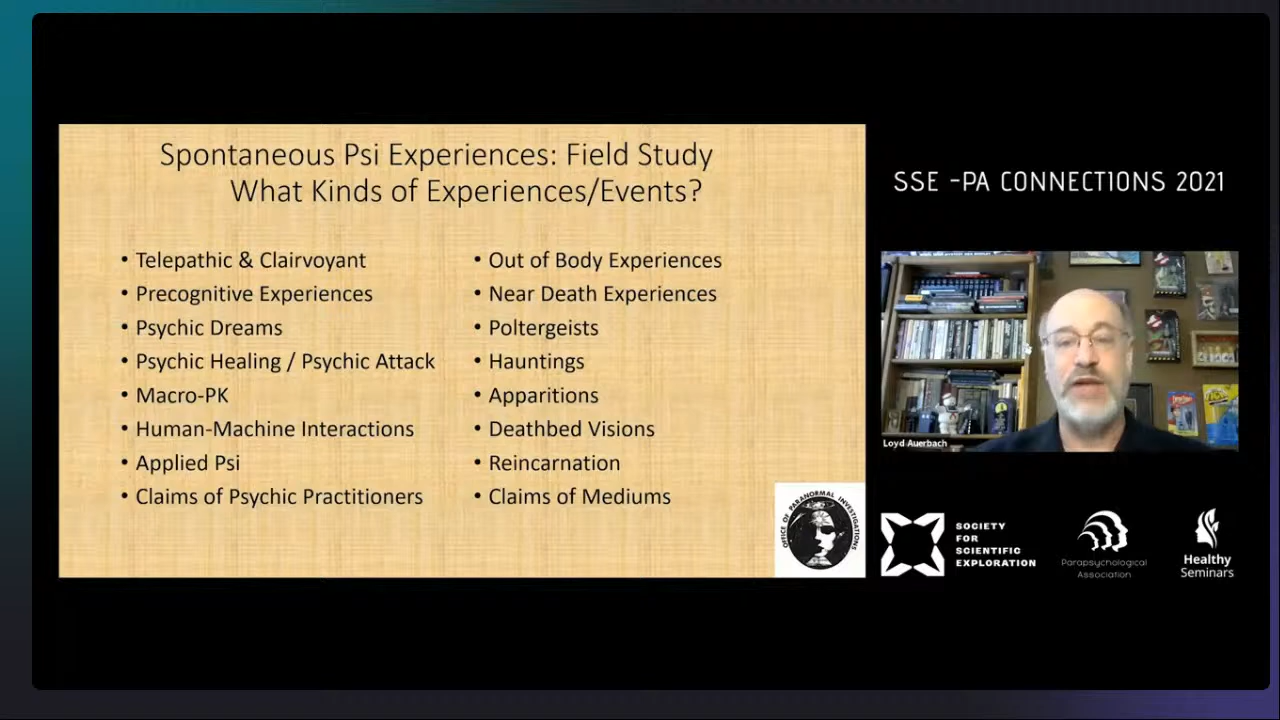 Spontaneous Psi Experiences: Field Study
What Kinds of Experiences/Events?
• Telepathic & Clairvoyant
• Precognitive Experiences
• Psychic Dreams
• Psychic Healing / Psychic Attack
• Macro-PK
• Human-Machine Interactions
• Applied Psi
• Claims of Psychic Practitioners
• Out of Body Experiences
• Near Death Experiences
• Poltergeists
• Hauntings
• Apparitions
• Deathbed Visions
• Reincarnation
• Claims of Mediums
OFFICE OF PARANORMAL INVESTIGATIONS
SSE -PA CONNECTIONS 2021
Loyd Auerbach
SOCIETY
FOR
SCIENTIFIC
EXPLORATION
Parapsychological
Association
Healthy
Seminars